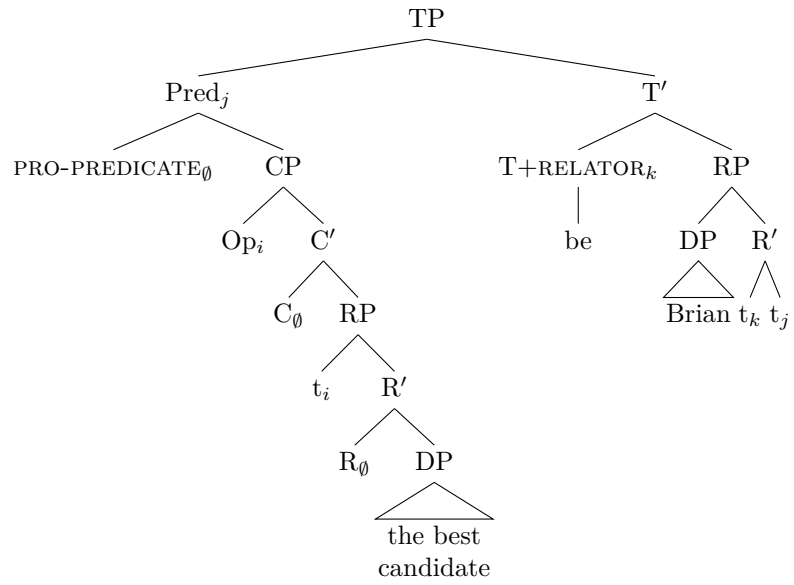 TP
Pred_j T′
PRO-PREDICATE_∅ CP T+RELATOR_k RP
Op_i C′ be DP R′
C_∅ RP Brian t_k t_j
t_i R′
R_∅ DP
the best
candidate